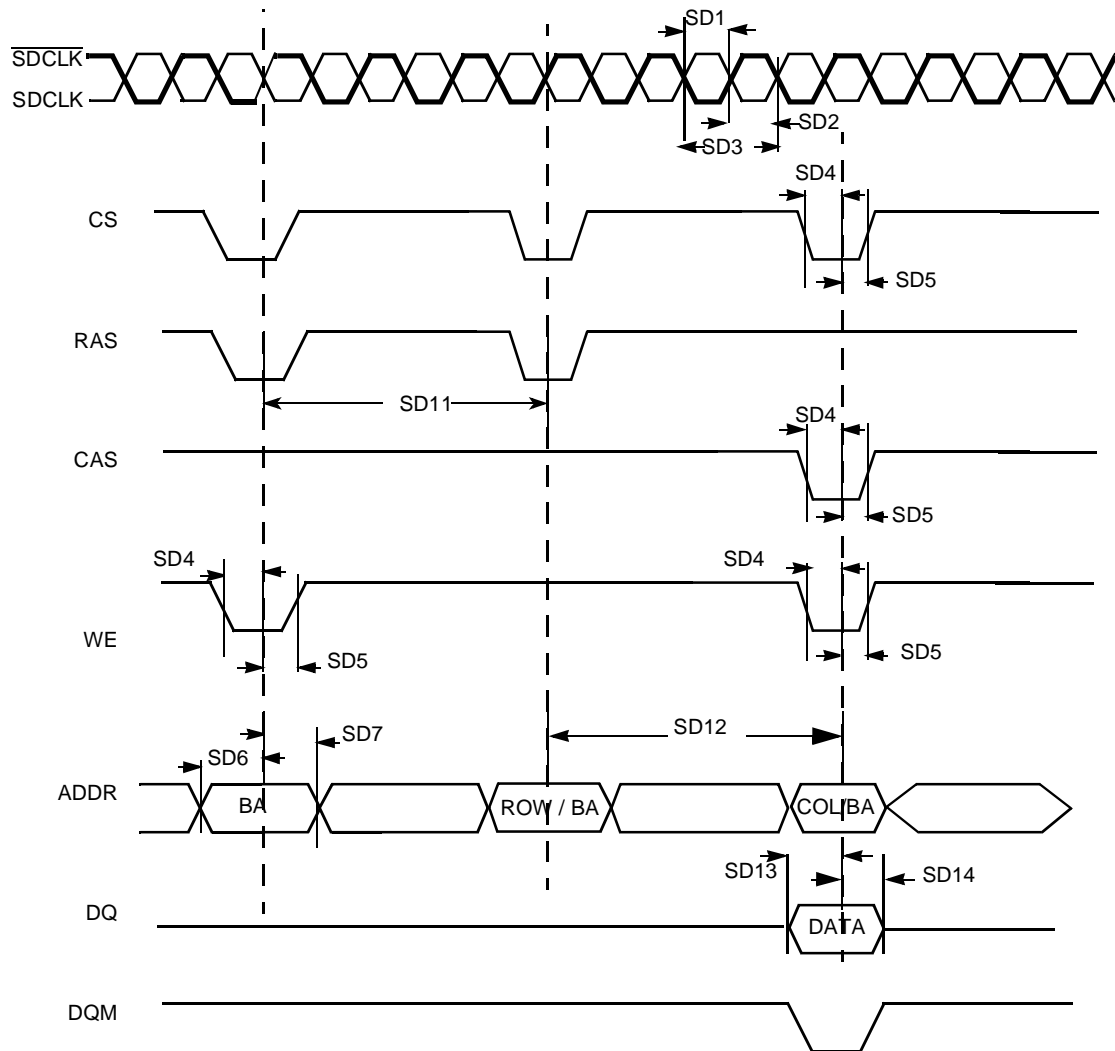 SD1
SDCLK
SDCLK
SD2
SD3
SD4
CS
SD5
RAS
SD11
SD4
CAS
SD5
SD4
SD4
WE
SD5
SD5
SD12
SD7
SD6
ADDR
BA
ROW / BA
COL/BA
SD13
SD14
DQ
DATA
DQM